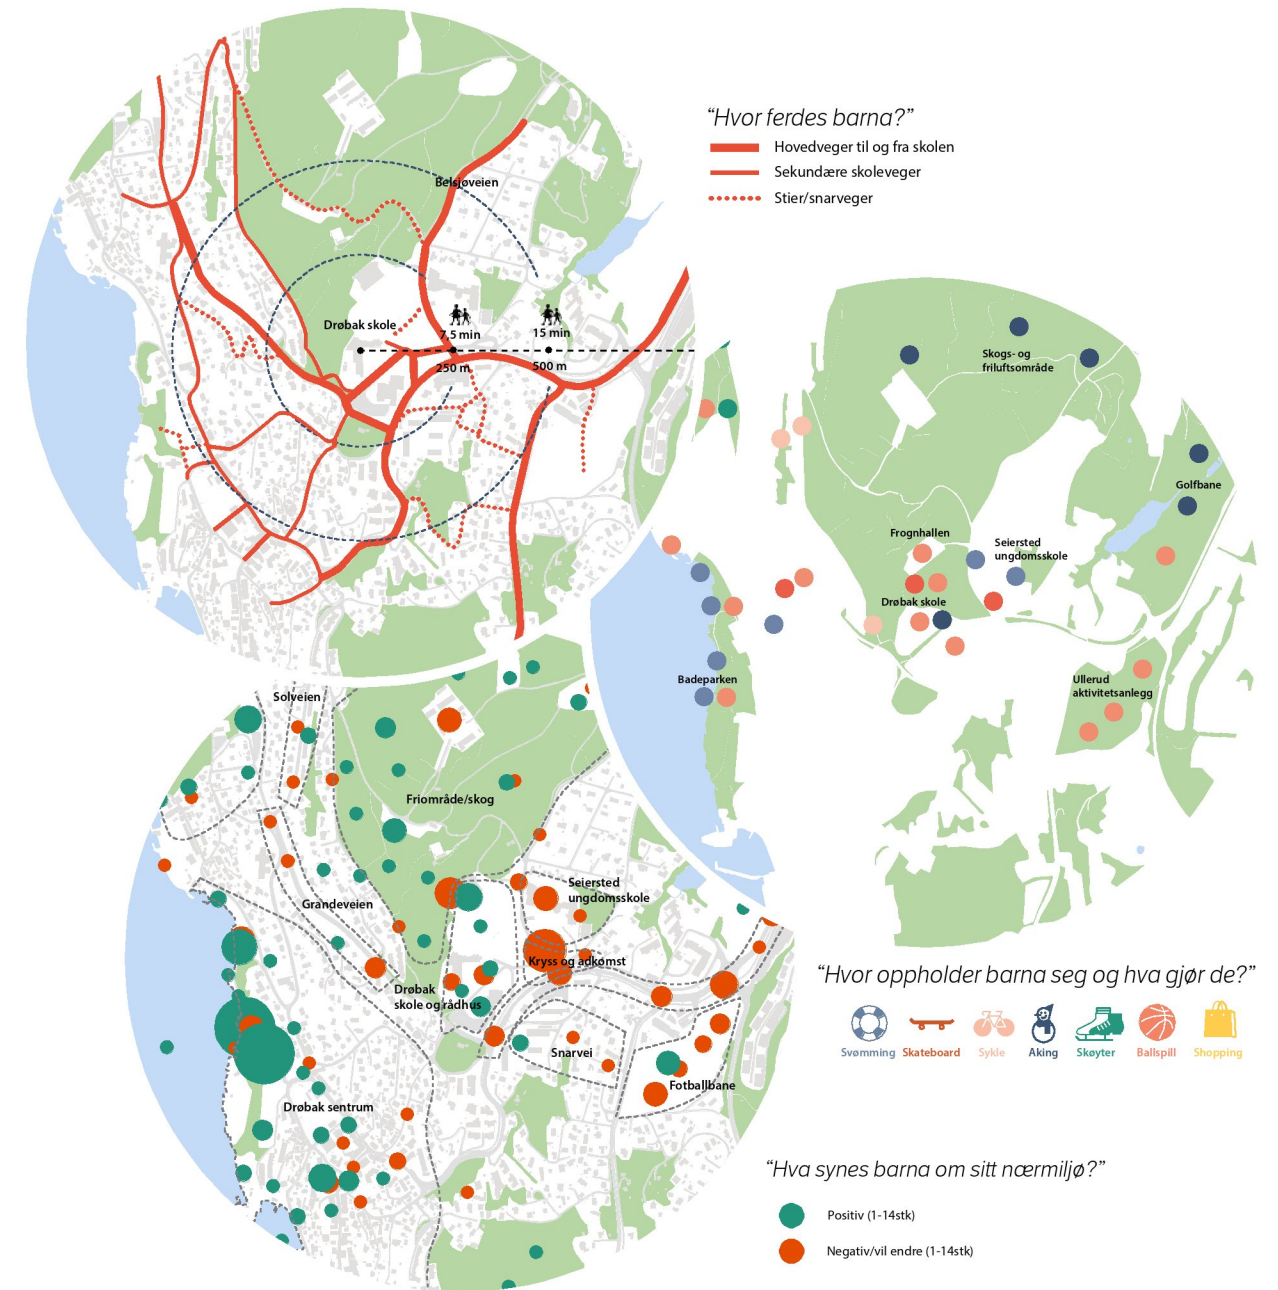 “Hvor ferdes barna?”
Hovedveger til og fra skolen
Sekundære skoleveger
Stier/snarveger
Belsjøveien
Drøbak skole
7,5 min
15 min
250 m
500 m
Skogs- og
friluftsområde
Golfbane
Frognhallen
Seiersted
ungdomsskole
Drøbak skole
Badeparken
Ullerud
aktivitetsanlegg
“Hvor oppholder barna seg og hva gjør de?”
Svømming
Skateboard
Sykle
Aking
Skøyter
Ballspill
Shopping
Solveien
Friområde/skog
Seiersted
ungdomsskole
Grandeveien
Kryss og adkomst
Drøbak
skole og rådhus
Snarvei
Fotballbane
Drøbak sentrum
“Hva synes barna om sitt nærmiljø?”
Positiv (1-14stk)
Negativ/vil endre (1-14stk)